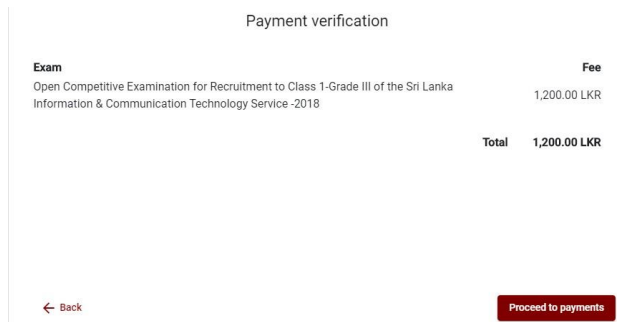 Payment verification
Exam Fee
Open Competitive Examination for Recruitment to Class 1-Grade III of the Sri Lanka
Information & Communication Technology Service -2018
1,200.00 LKR
Total 1,200.00 LKR
← Back
Proceed to payments